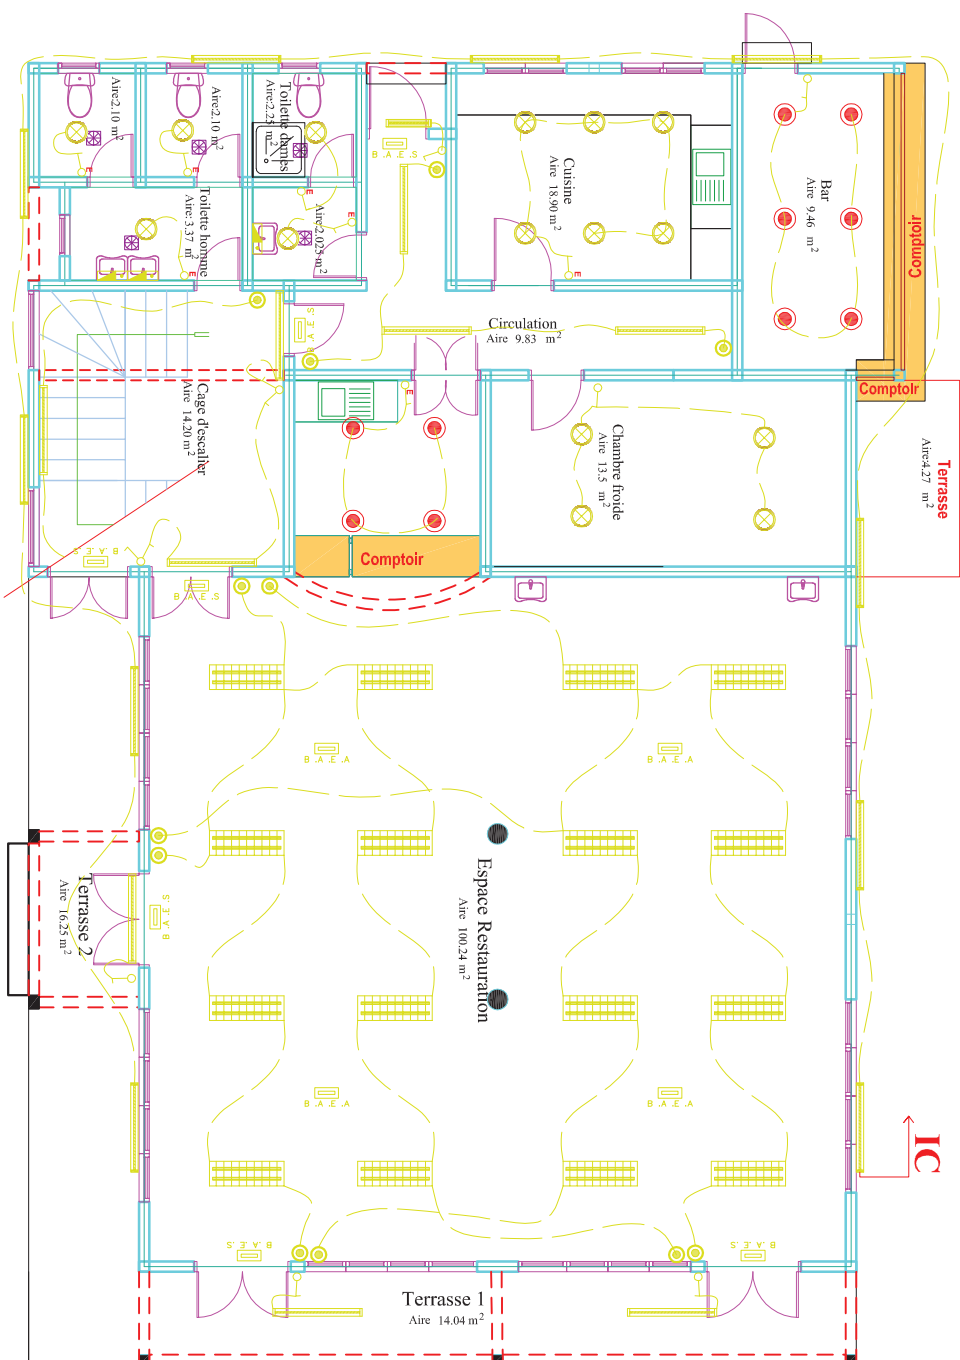 Aire:2.10 m²
Aire:2.10 m²
Toilette dames
Aire:2.25 m²
Aire:2.025 m²
Toilette homme
Aire:3.37 m²
B .A .E .S
Cuisine
Aire 18.90 m²
Bar
Aire 9.46 m²
Comptoir
Circulation
Aire 9.83 m²
B .A .E .S
Comptoir
Terrasse
Aire:4.27 m²
Cage d'escalier
Aire 14.20 m²
Chambre froide
Aire 13.5 m²
Comptoir
B .A .E .S
B .A .E .S
E
E
E
E
E
E
E
E
B .A .E .A
B .A .E .A
Espace Restauration
Aire 100.24 m²
Terrasse 2
Aire 16.25 m²
B .A .E .S
B .A .E .A
B .A .E .A
IC
B .A .E .S
B .A .E .S
Terrasse 1
Aire 14.04 m²